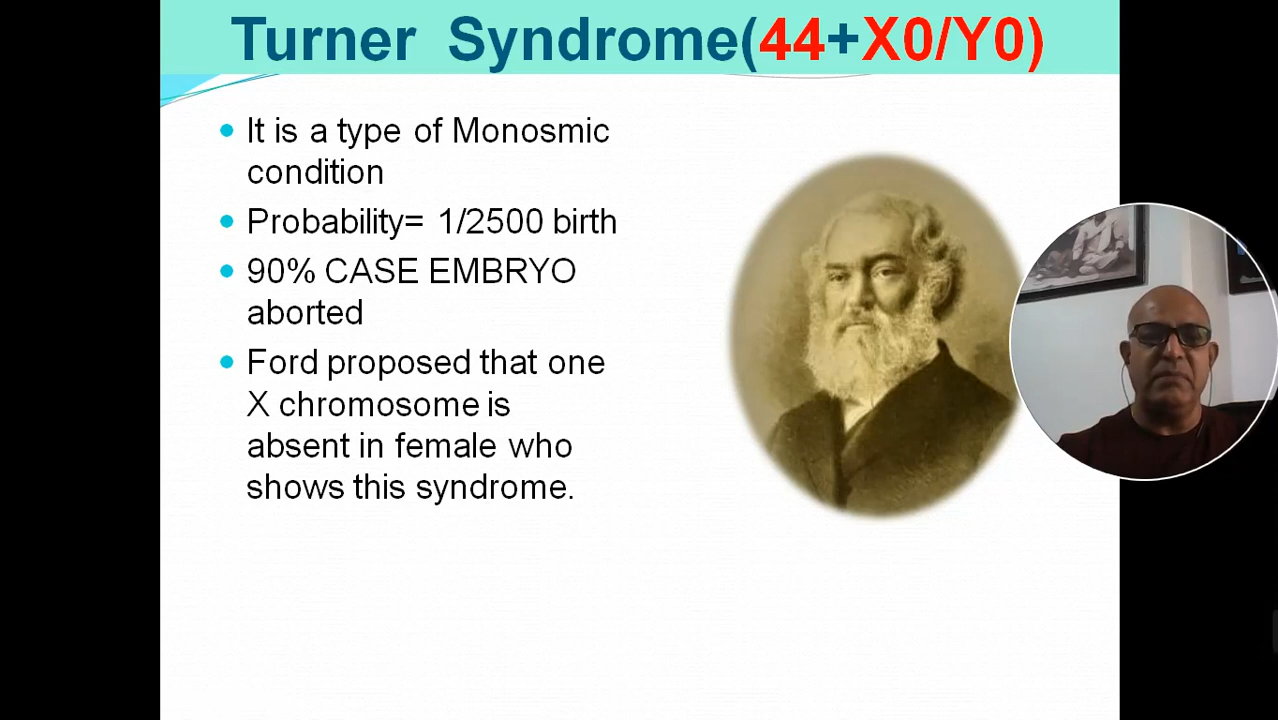 Turner Syndrome(44+X0/Y0)
It is a type of Monosmic
condition
Probability= 1/2500 birth
90% CASE EMBRYO
aborted
Ford proposed that one
X chromosome is
absent in female who
shows this syndrome.